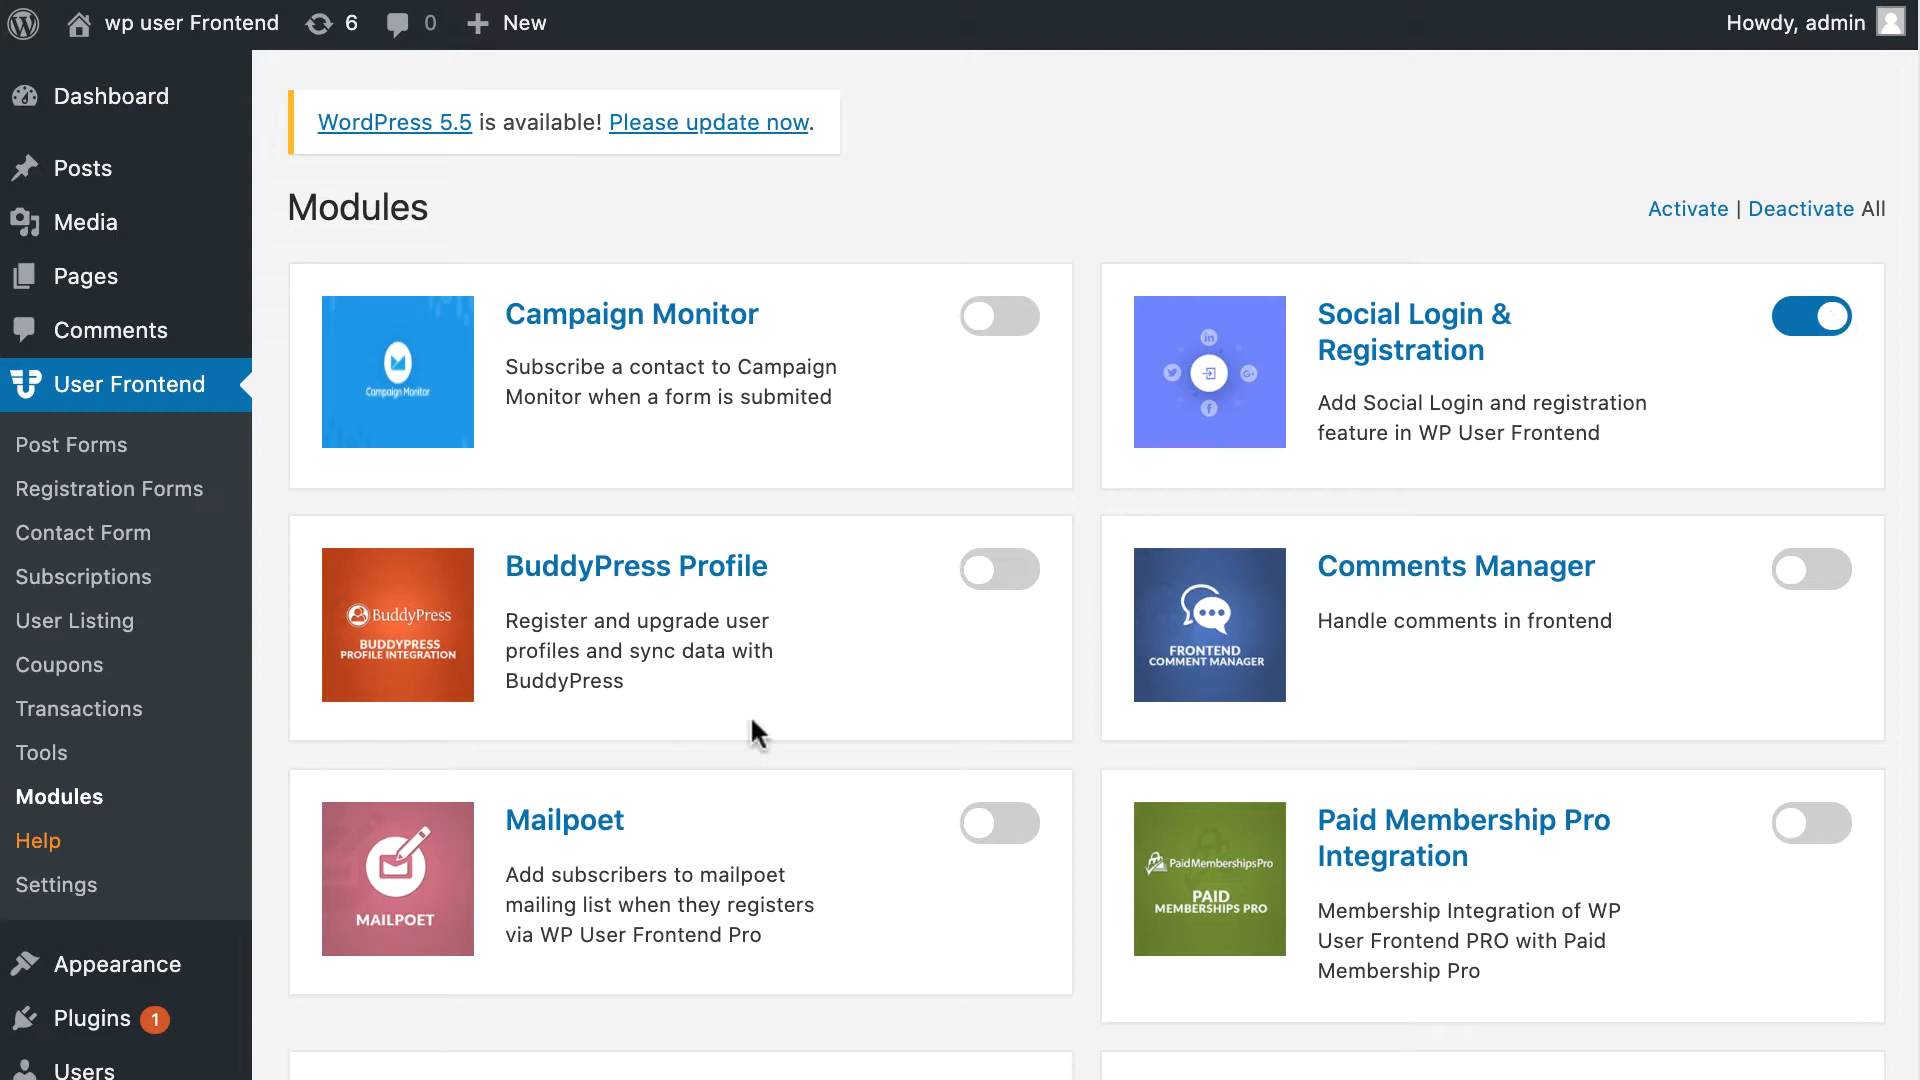 wp user Frontend 6 0 New
Howdy, admin
Dashboard
Posts
Media
Pages
Comments
User Frontend
Post Forms
Registration Forms
Contact Form
Subscriptions
User Listing
Coupons
Transactions
Tools
Modules
Help
Settings
Appearance
Plugins 1
Users
WordPress 5.5 is available! Please update now.
Modules
Activate | Deactivate All
Campaign Monitor
Campaign Monitor
Subscribe a contact to Campaign
Monitor when a form is submited
Social Login &
Registration
Add Social Login and registration
feature in WP User Frontend
BuddyPress
BUDDYPRESS
PROFILE INTEGRATION
BuddyPress Profile
Register and upgrade user
profiles and sync data with
BuddyPress
FRONTEND
COMMENT MANAGER
Comments Manager
Handle comments in frontend
MAILPOET
Mailpoet
Add subscribers to mailpoet
mailing list when they registers
via WP User Frontend Pro
PaidMembershipsPro
PAID
MEMBERSHIPS PRO
Paid Membership Pro
Integration
Membership Integration of WP
User Frontend PRO with Paid
Membership Pro